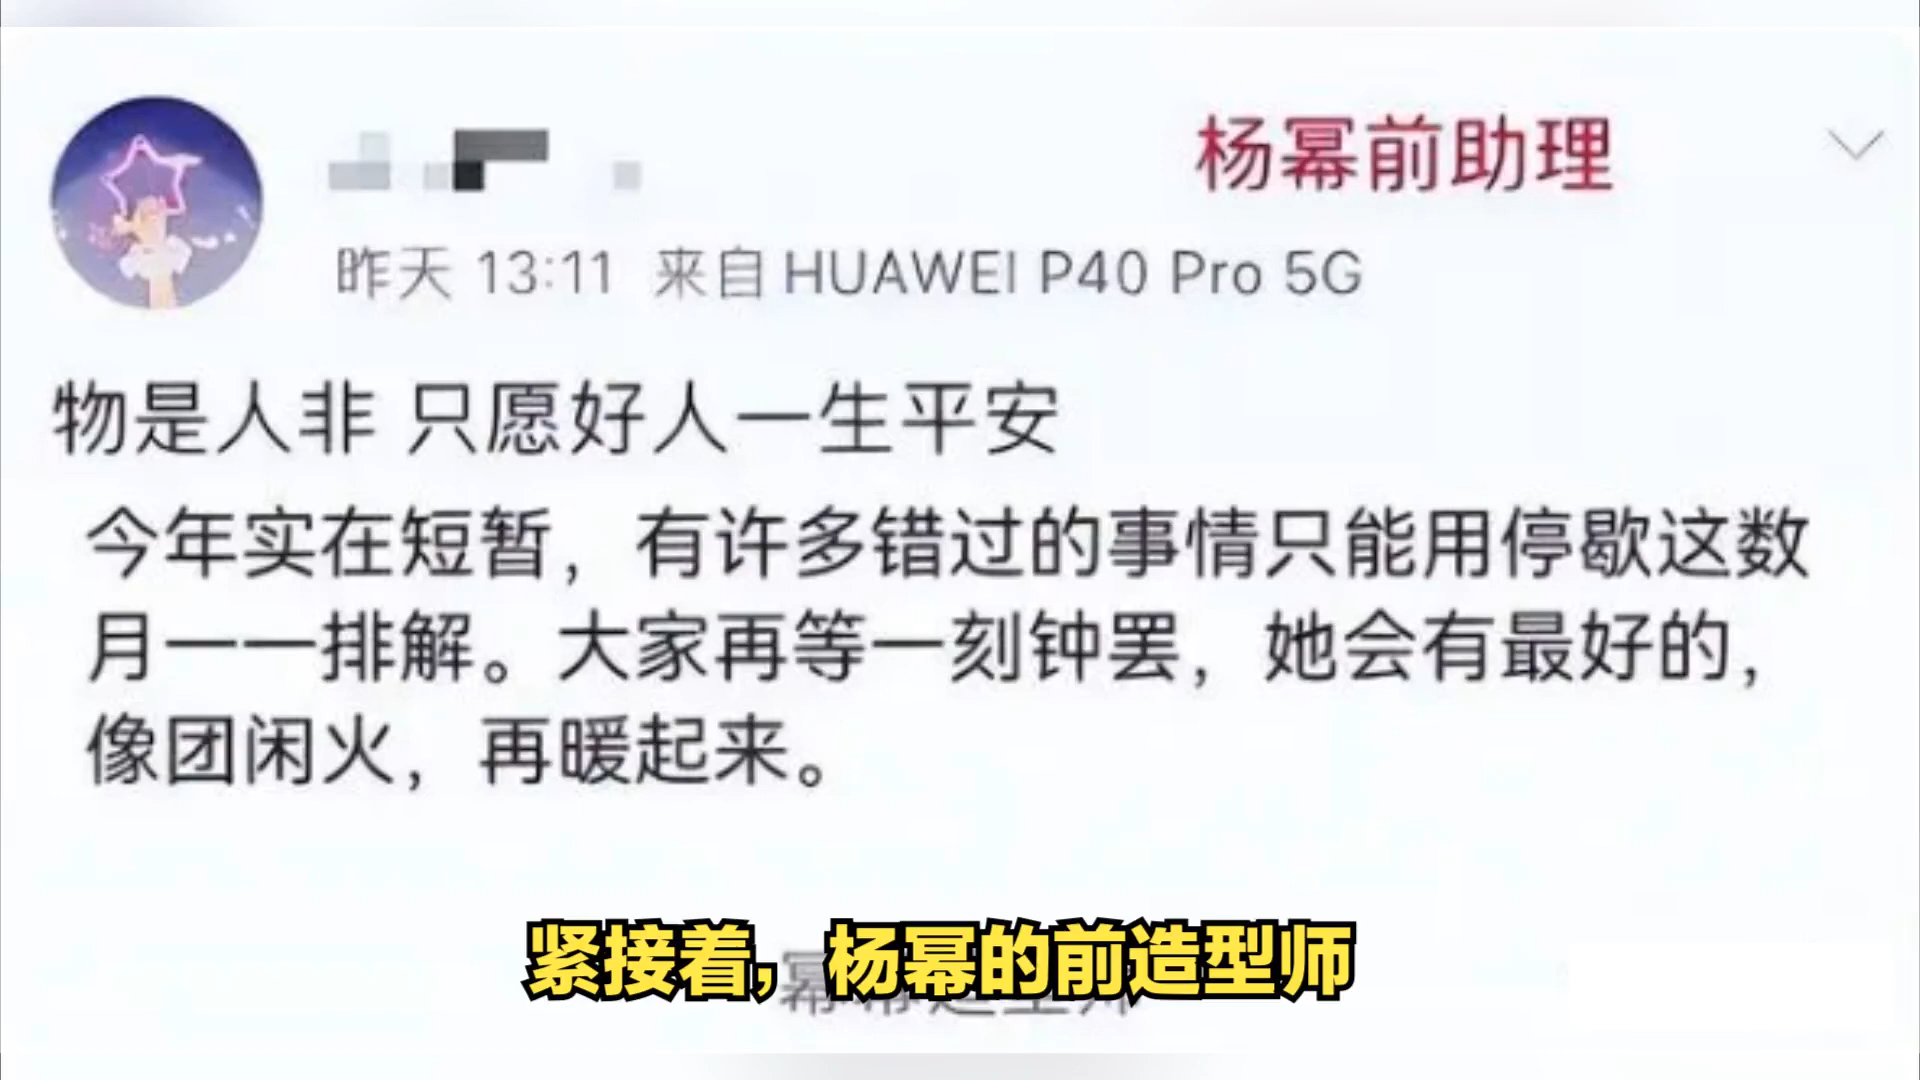 杨幂前助理
昨天 13:11 来自 HUAWEI P40 Pro 5G
物是人非 只愿好人一生平安
今年实在短暂，有许多错过的事情只能用停歇这数
月一一排解。大家再等一刻钟罢，她会有最好的，
像团闲火，再暖起来。
紧接着，杨幂的前造型师